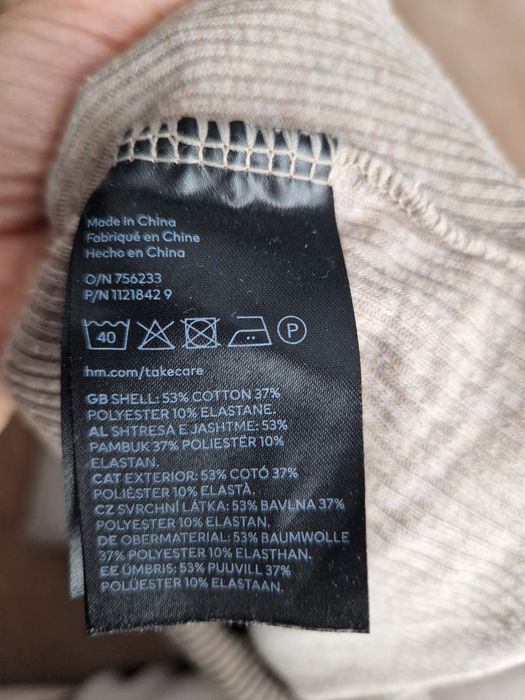 Made in China
Fabriqué en Chine
Hecho en China
O/N 756233
P/N 1121842 9
40 P
hm.com/takecare
GB SHELL: 53% COTTON 37%
POLYESTER 10% ELASTANE.
AL SHTRESA E JASHTME: 53%
PAMBUK 37% POLIESTËR 10%
ELASTAN.
CAT EXTERIOR: 53% COTÓ 37%
POLIÈSTER 10% ELASTÀ.
CZ SVRCHNÍ LÁTKA: 53% BAVLNA 37%
POLYESTER 10% ELASTAN.
DE OBERMATERIAL: 53% BAUMWOLLE
37% POLYESTER 10% ELASTHAN.
EE ÜMBRIS: 53% PUUVILL 37%
POLÜESTER 10% ELASTAAN.